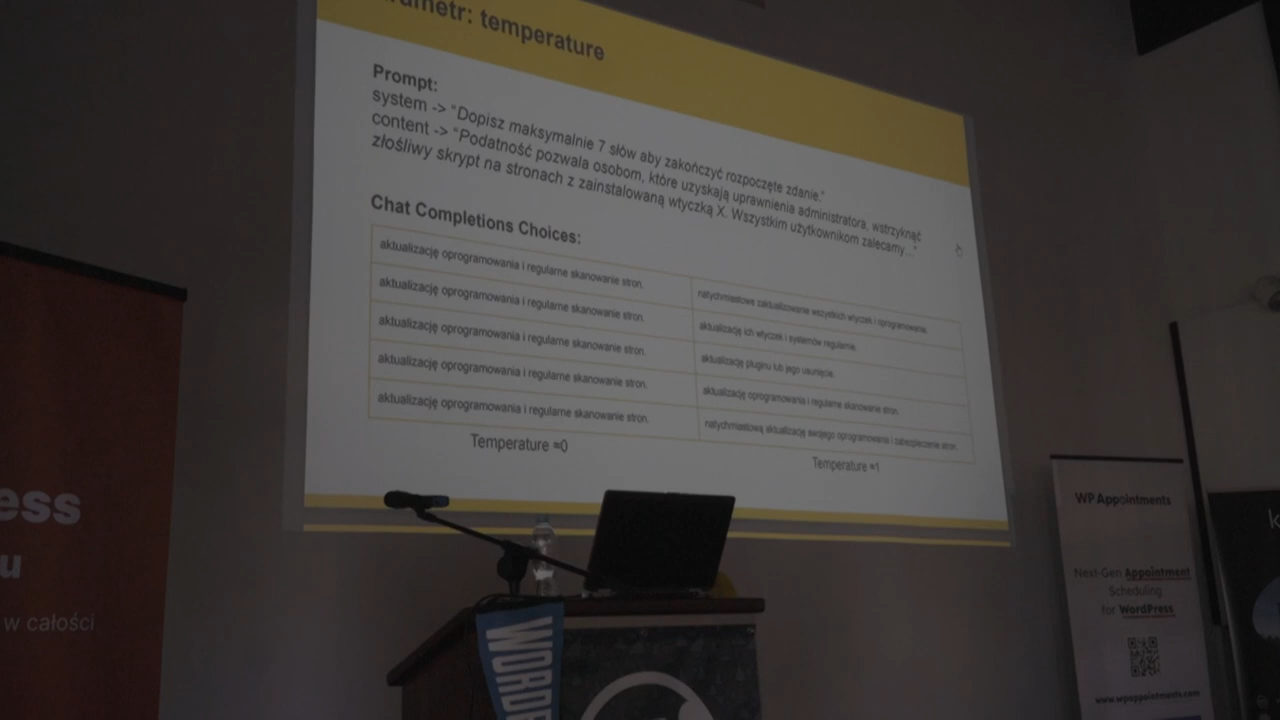 rametr: temperature
Prompt:
system -> "Dopisz maksymalnie 7 słów aby zakończyć rozpoczęte zdanie."
content -> "Podatność pozwala osobom, które uzyskają uprawnienia administratora, wstrzyknąć
złośliwy skrypt na stronach z zainstalowaną wtyczką X. Wszystkim użytkownikom zalecamy..."
Chat Completions Choices:
aktualizację oprogramowania i regularne skanowanie stron.
aktualizację oprogramowania i regularne skanowanie stron.
aktualizację oprogramowania i regularne skanowanie stron.
aktualizację oprogramowania i regularne skanowanie stron.
aktualizację oprogramowania i regularne skanowanie stron.
Temperature =0
natychmiastowe zaktualizowanie wszystkich wtyczek i oprogramowania.
aktualizację ich wtyczek i systemów regularnie.
aktualizację pluginu lub jego usunięcie.
aktualizację oprogramowania i regularne skanowanie stron.
natychmiastową aktualizację swojego oprogramowania i zabezpieczenie stron.
Temperature =1
ess
u
w całości
WORD
WP Appointments
Next-Gen Appointment
Scheduling
for WordPress
www.wpappointments.com
k